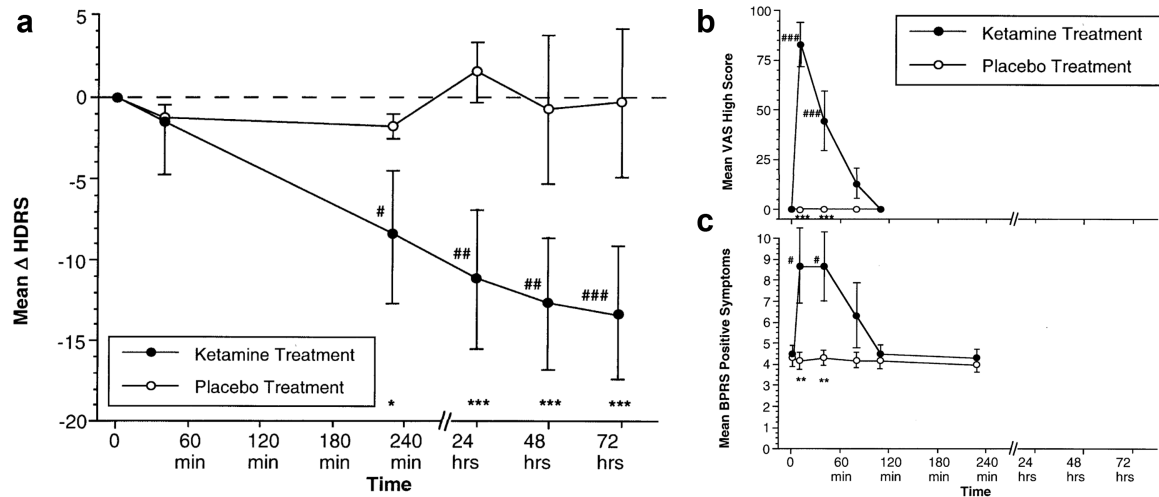 a
5
0
-5
-10
-15
-20
Mean Δ HDRS
#
##
##
###
Ketamine Treatment
Placebo Treatment
*
***
***
***
0
60
min
120
min
180
min
240
min
24
hrs
48
hrs
72
hrs
Time
b
100
75
50
25
0
Mean VAS High Score
###
###
***
***
Ketamine Treatment
Placebo Treatment
c
10
9
8
7
6
5
4
3
2
1
0
Mean BPRS Positive Symptoms
#
#
**
**
0
60
min
120
min
180
min
240
min
24
hrs
48
hrs
72
hrs
Time